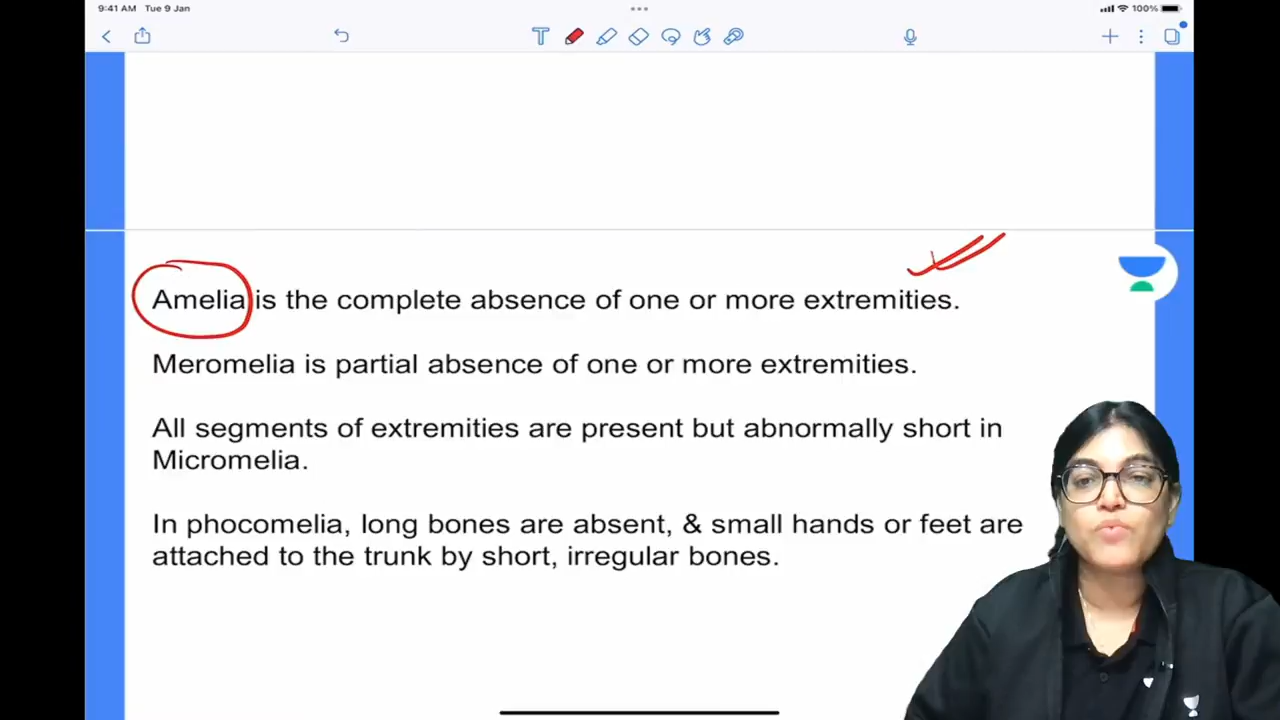 9:41 AM Tue 9 Jan
100%
T
Amelia is the complete absence of one or more extremities.
Meromelia is partial absence of one or more extremities.
All segments of extremities are present but abnormally short in
Micromelia.
In phocomelia, long bones are absent, & small hands or feet are
attached to the trunk by short, irregular bones.